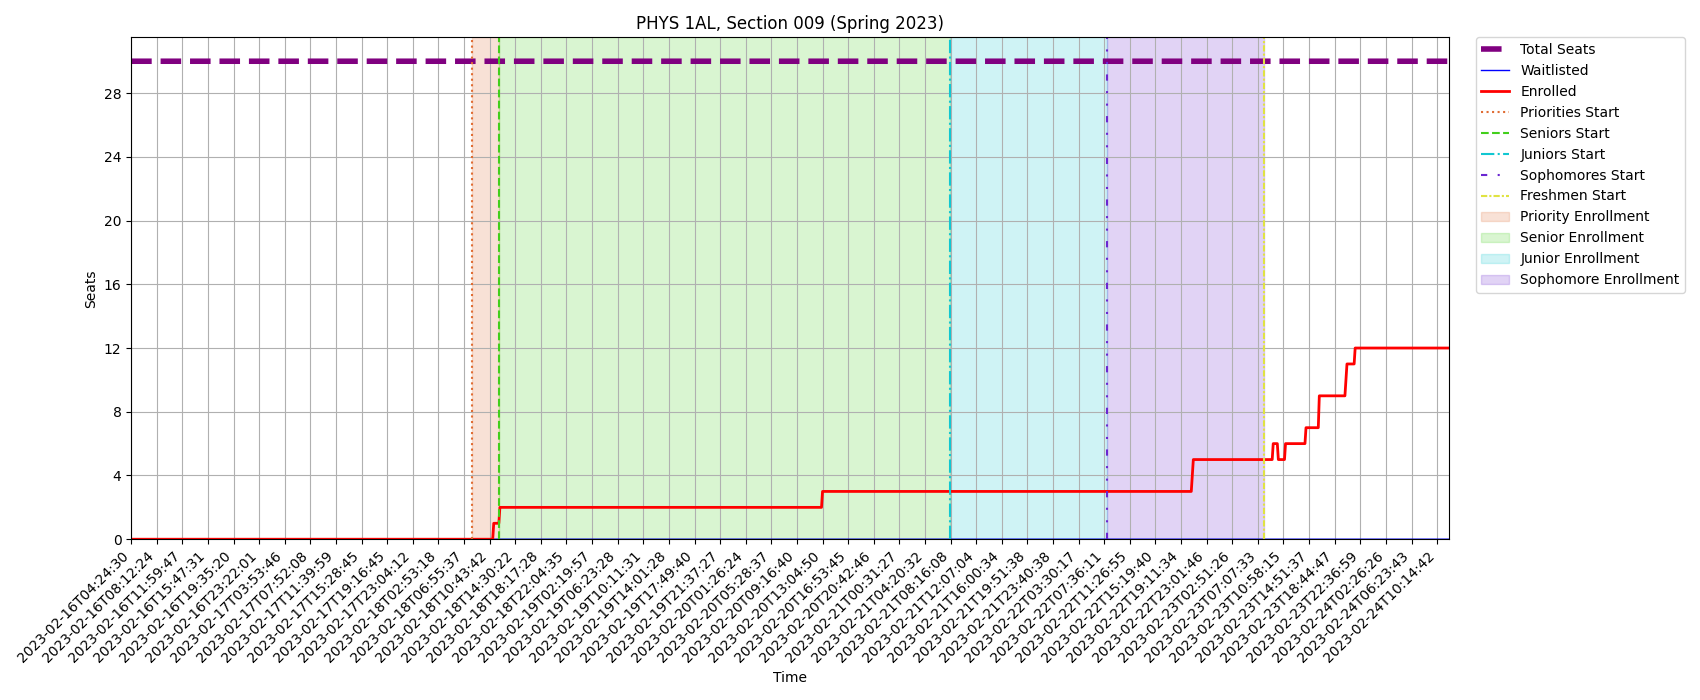 PHYS 1AL, Section 009 (Spring 2023)
Total Seats
Waitlisted
Enrolled
Priorities Start
Seniors Start
Juniors Start
Sophomores Start
Freshmen Start
Priority Enrollment
Senior Enrollment
Junior Enrollment
Sophomore Enrollment
Seats
28
24
20
16
12
8
4
0
2023-02-16T04:24:30
2023-02-16T08:12:24
2023-02-16T11:59:47
2023-02-16T15:47:31
2023-02-16T19:35:20
2023-02-16T23:22:01
2023-02-17T03:53:46
2023-02-17T07:52:08
2023-02-17T11:39:59
2023-02-17T15:28:45
2023-02-17T19:16:45
2023-02-17T23:04:12
2023-02-18T02:53:18
2023-02-18T06:55:37
2023-02-18T10:43:42
2023-02-18T14:30:22
2023-02-18T18:17:28
2023-02-18T22:04:35
2023-02-19T02:19:57
2023-02-19T06:23:28
2023-02-19T10:11:31
2023-02-19T14:01:28
2023-02-19T17:49:40
2023-02-19T21:37:27
2023-02-20T01:26:24
2023-02-20T05:28:37
2023-02-20T09:16:40
2023-02-20T13:04:50
2023-02-20T16:53:45
2023-02-20T20:42:46
2023-02-21T00:31:27
2023-02-21T04:20:32
2023-02-21T08:16:08
2023-02-21T12:07:04
2023-02-21T16:00:34
2023-02-21T19:51:38
2023-02-21T23:40:38
2023-02-22T03:30:17
2023-02-22T07:36:11
2023-02-22T11:26:55
2023-02-22T15:19:40
2023-02-22T19:11:34
2023-02-22T23:01:46
2023-02-23T02:51:26
2023-02-23T07:07:33
2023-02-23T10:58:15
2023-02-23T14:51:37
2023-02-23T18:44:47
2023-02-23T22:36:59
2023-02-24T02:26:26
2023-02-24T06:23:43
2023-02-24T10:14:42
Time